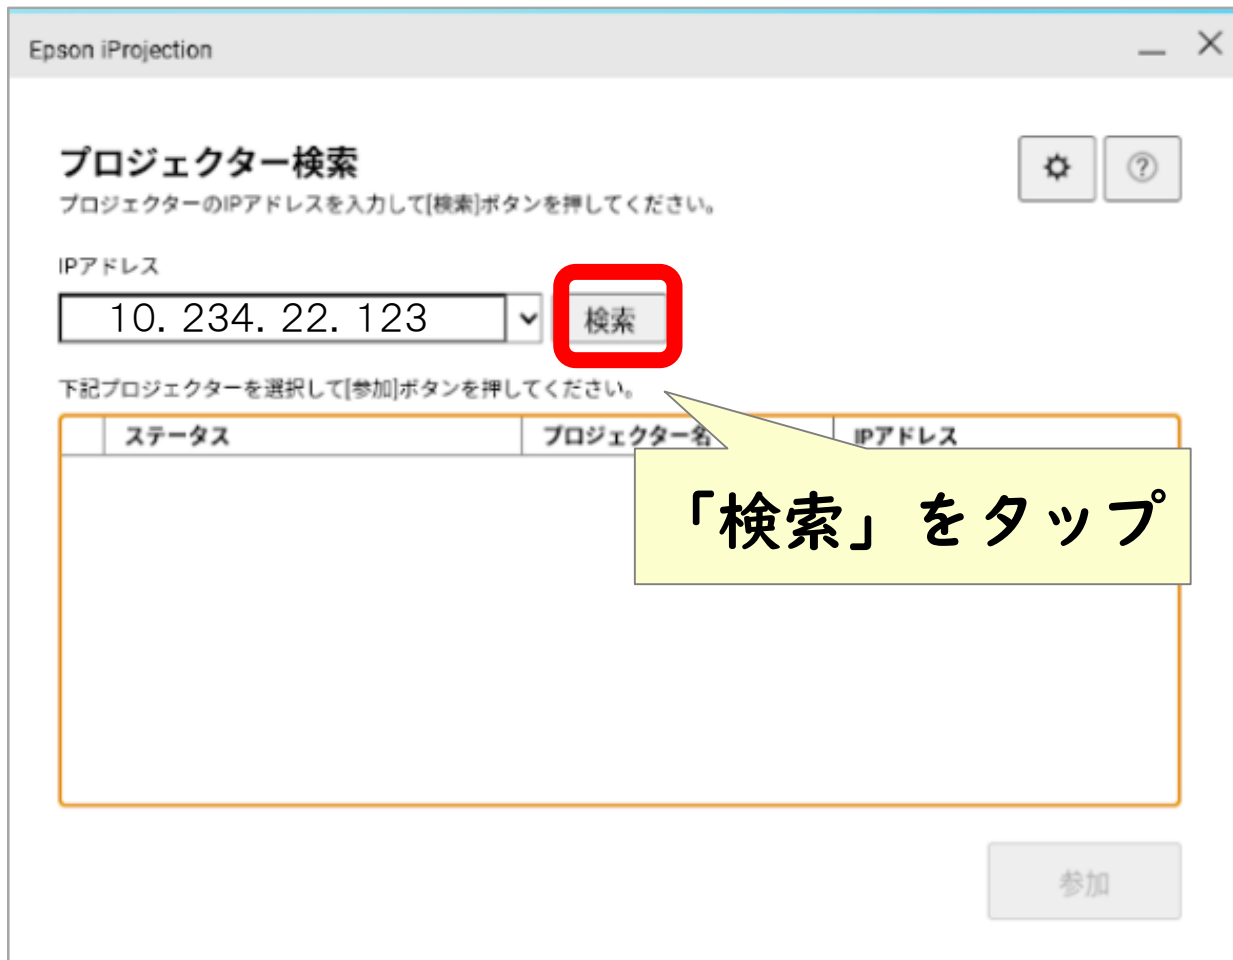 Epson iProjection
プロジェクター検索
プロジェクターのIPアドレスを入力して[検索]ボタンを押してください。
IPアドレス
10. 234. 22. 123
検索
下記プロジェクターを選択して[参加]ボタンを押してください。
ステータス プロジェクター名 IPアドレス
「検索」をタップ
参加